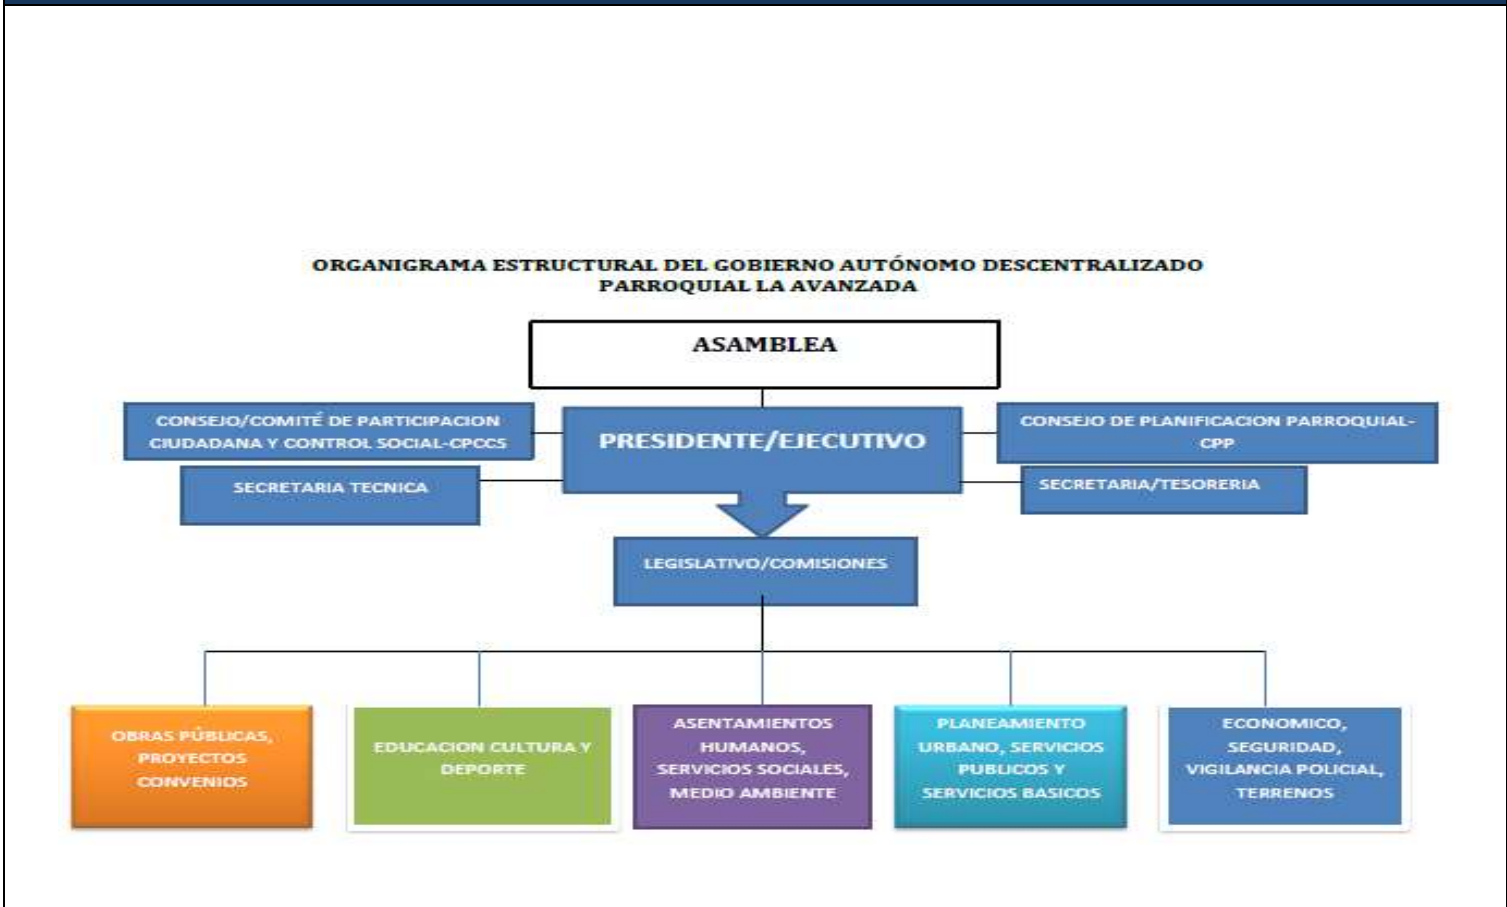 ORGANIGRAMA ESTRUCTURAL DEL GOBIERNO AUTÓNOMO DESCENTRALIZADO
PARROQUIAL LA AVANZADA
ASAMBLEA
CONSEJO/COMITÉ DE PARTICIPACION
CIUDADANA Y CONTROL SOCIAL-CPCCS
PRESIDENTE/EJECUTIVO
CONSEJO DE PLANIFICACION PARROQUIAL-
CPP
SECRETARIA TECNICA
SECRETARIA/TESORERIA
LEGISLATIVO/COMISIONES
OBRAS PÚBLICAS,
PROYECTOS
CONVENIOS
EDUCACION CULTURA Y
DEPORTE
ASENTAMIENTOS
HUMANOS,
SERVICIOS SOCIALES,
MEDIO AMBIENTE
PLANEAMIENTO
URBANO, SERVICIOS
PUBLICOS Y
SERVICIOS BASICOS
ECONOMICO,
SEGURIDAD,
VIGILANCIA POLICIAL,
TERRENOS